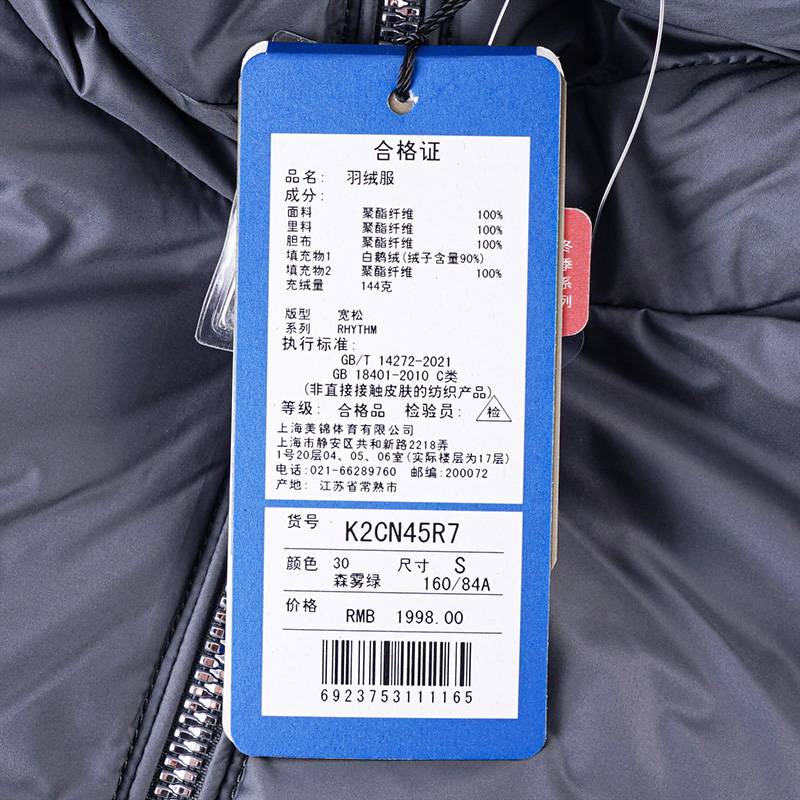 合格证
品名: 羽绒服
成分:
面料 聚酯纤维 100%
里料 聚酯纤维 100%
胆布 聚酯纤维 100%
填充物1 白鹅绒(绒子含量90%)
填充物2 聚酯纤维 100%
充绒量 144克
版型 宽松
系列 RHYTHM
执行标准:
GB/T 14272-2021
GB 18401-2010 C类
(非直接接触皮肤的纺织产品)
等级: 合格品 检验员: 检
上海美锦体育有限公司
上海市静安区共和新路2218弄
1号20层04、05、06室(实际楼层为17层)
电话:021-66289760 邮编:200072
产地: 江苏省常熟市
货号 K2CN45R7
颜色 30 尺寸 S
森雾绿 160/84A
价格 RMB 1998.00
6923753111165
冬季系列